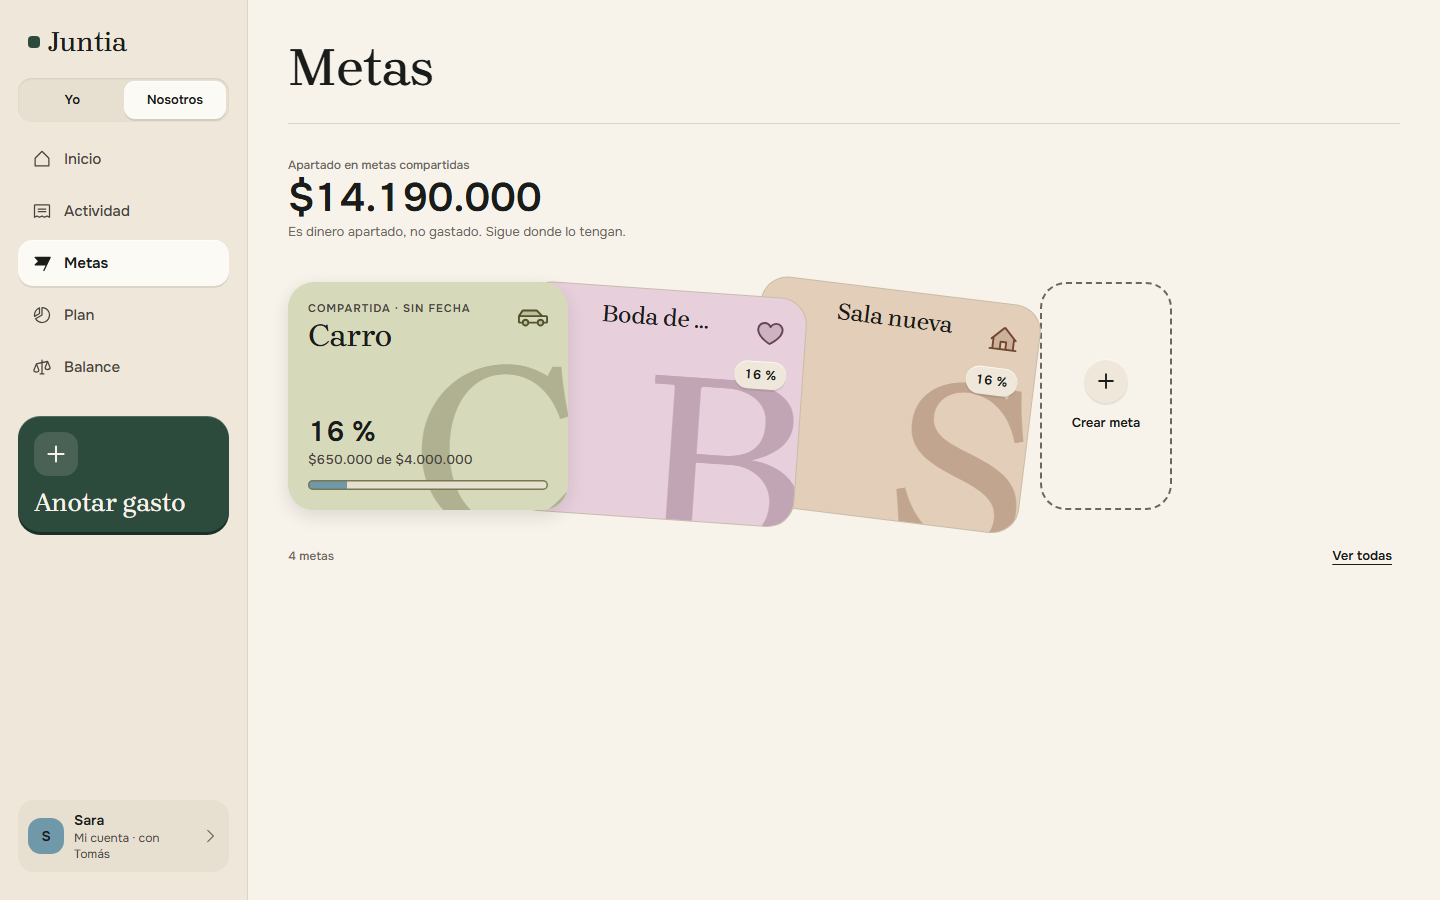 Juntia
Yo
Nosotros
Inicio
Actividad
Metas
Plan
Balance
Anotar gasto
S
Sara
Mi cuenta · con
Tomás
Metas
Apartado en metas compartidas
$14.190.000
Es dinero apartado, no gastado. Sigue donde lo tengan.
COMPARTIDA · SIN FECHA
Carro
C
16 %
$650.000 de $4.000.000
Boda de ...
16 %
B
Sala nueva
16 %
S
Crear meta
4 metas
Ver todas